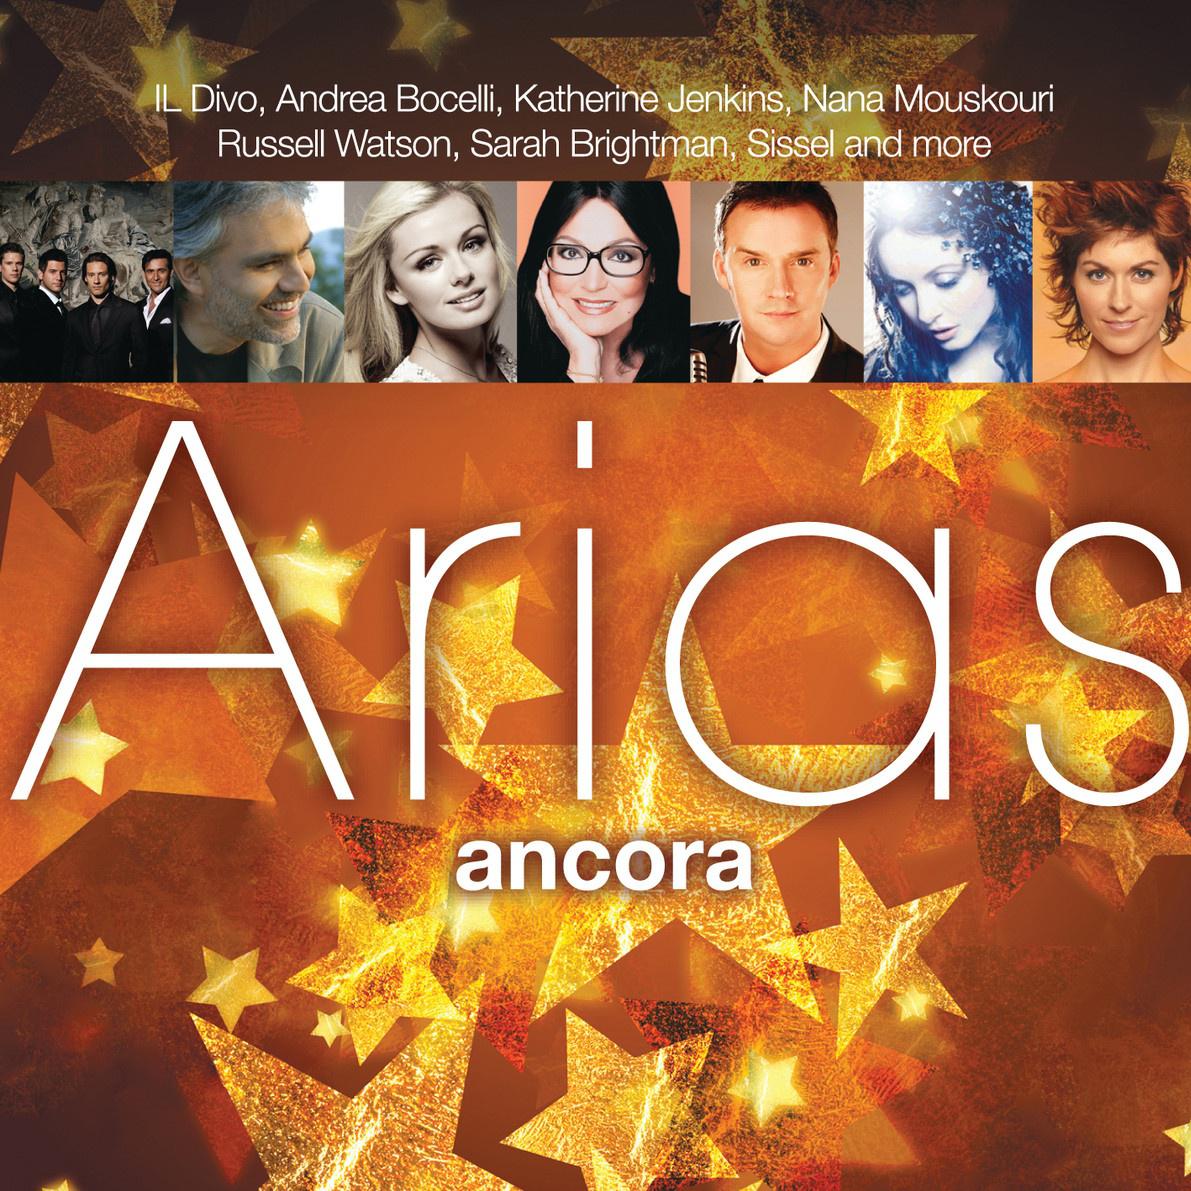 IL Divo, Andrea Bocelli, Katherine Jenkins, Nana Mouskouri
Russell Watson, Sarah Brightman, Sissel and more
Arias
ancora